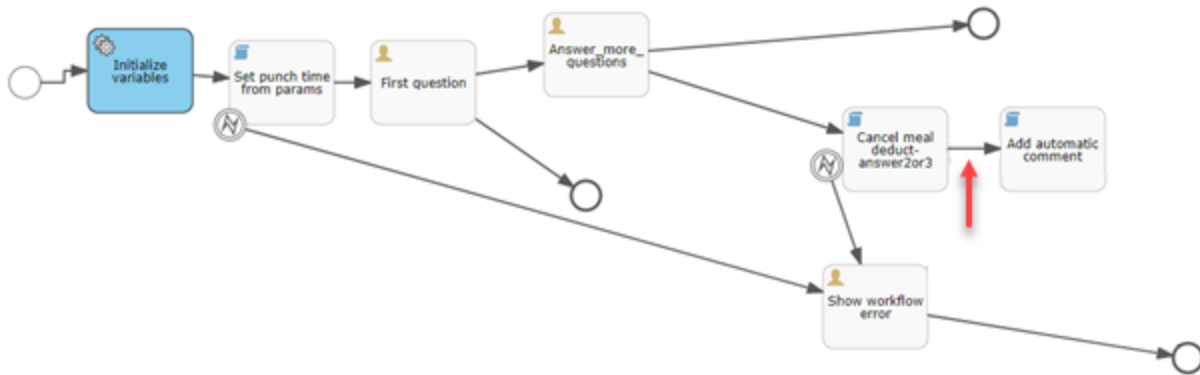 Initialize
variables
Set punch time
from params
First question
Answer_more_
questions
Cancel meal
deduct-
answer2or3
Add automatic
comment
Show workflow
error